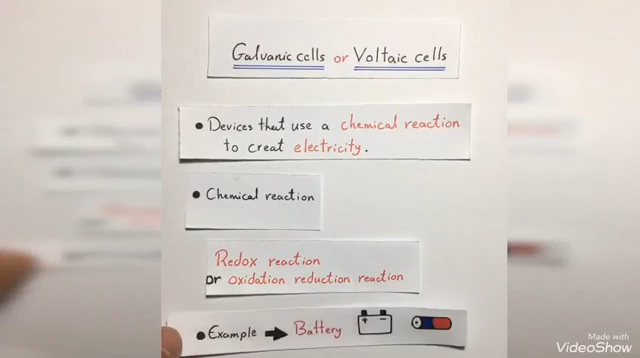 Galvanic cells or Voltaic cells
• Devices that use a chemical reaction
to creat electricity.
• Chemical reaction
Redox reaction
or oxidation reduction reaction
• Example ➡ Battery
+ -
Made with
VideoShow